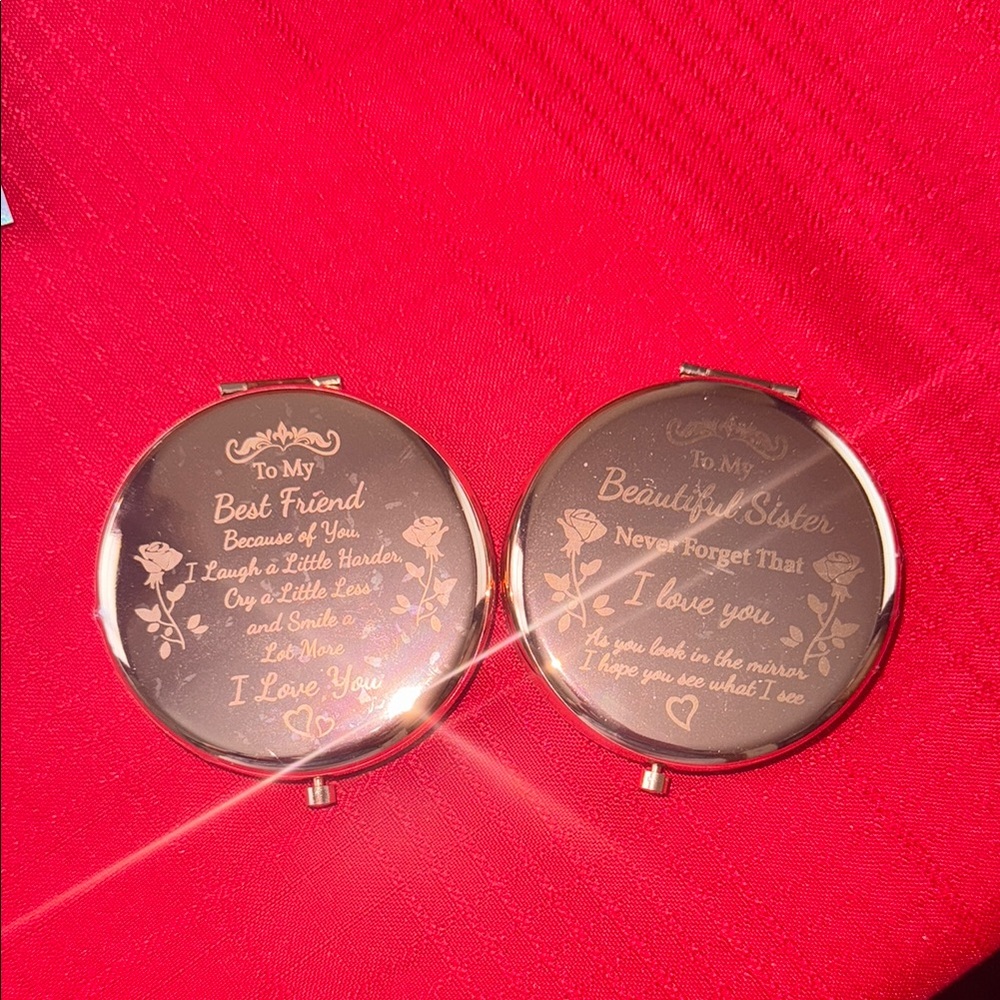 To My
Best Friend
Because of You,
I Laugh a Little Harder,
Cry a Little Less
and Smile a
Lot More
I Love You
To My
Beautiful Sister
Never Forget That
I love you
As you look in the mirror
I hope you see what I see